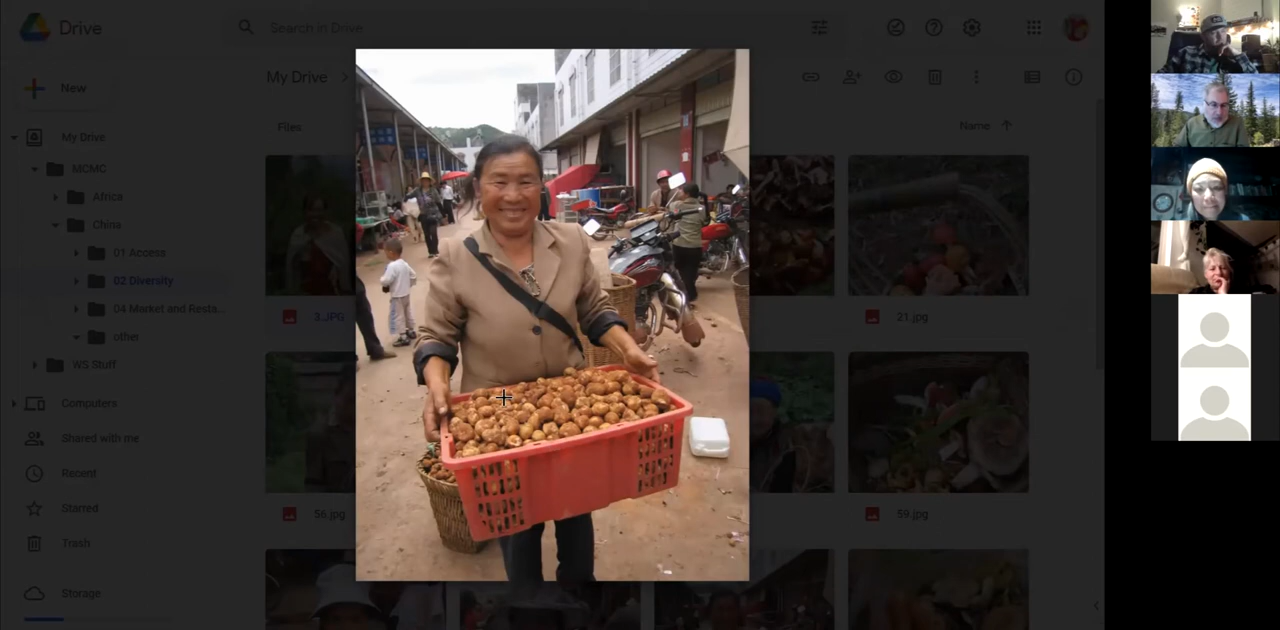 Drive
Search in Drive
New
My Drive
My Drive
Files
Name
MCMC
Africa
China
01 Access
02 Diversity
04 Market and Resta...
other
WS Stuff
Computers
Shared with me
Recent
Starred
Trash
Storage
3.JPG
21.jpg
56.jpg
59.jpg